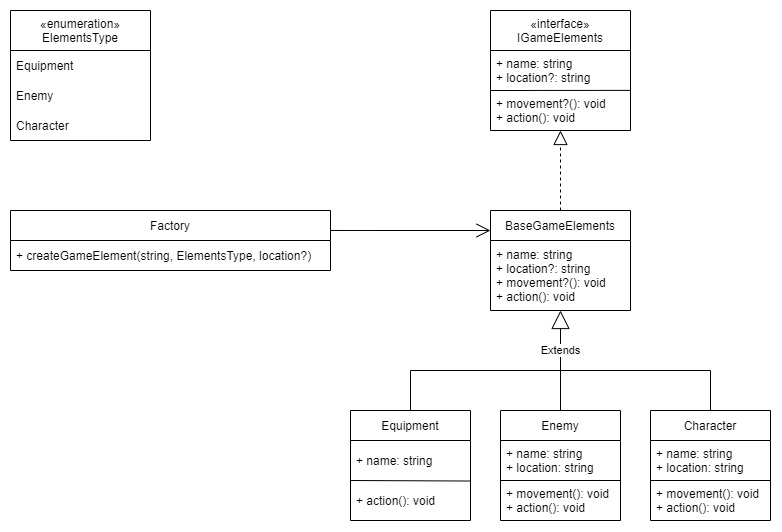 «enumeration»
ElementsType
Equipment
Enemy
Character
«interface»
IGameElements
+ name: string
+ location?: string
+ movement?(): void
+ action(): void
Factory
+ createGameElement(string, ElementsType, location?)
BaseGameElements
+ name: string
+ location?: string
+ movement?(): void
+ action(): void
Extends
Equipment
+ name: string
+ action(): void
Enemy
+ name: string
+ location: string
+ movement(): void
+ action(): void
Character
+ name: string
+ location: string
+ movement(): void
+ action(): void